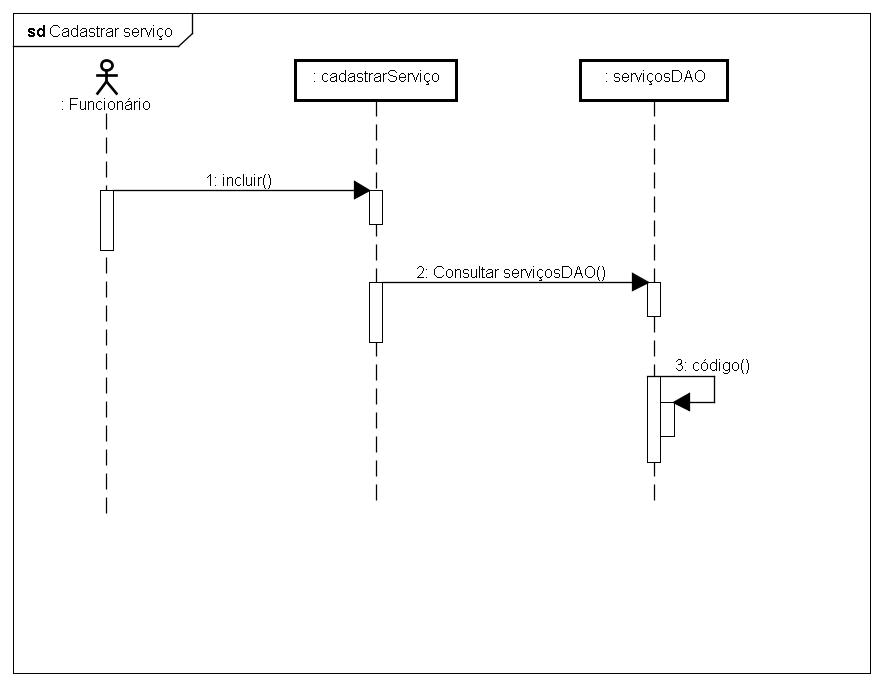 sd Cadastrar serviço
: Funcionário
: cadastrarServiço
: serviçosDAO
1: incluir()
2: Consultar serviçosDAO()
3: código()